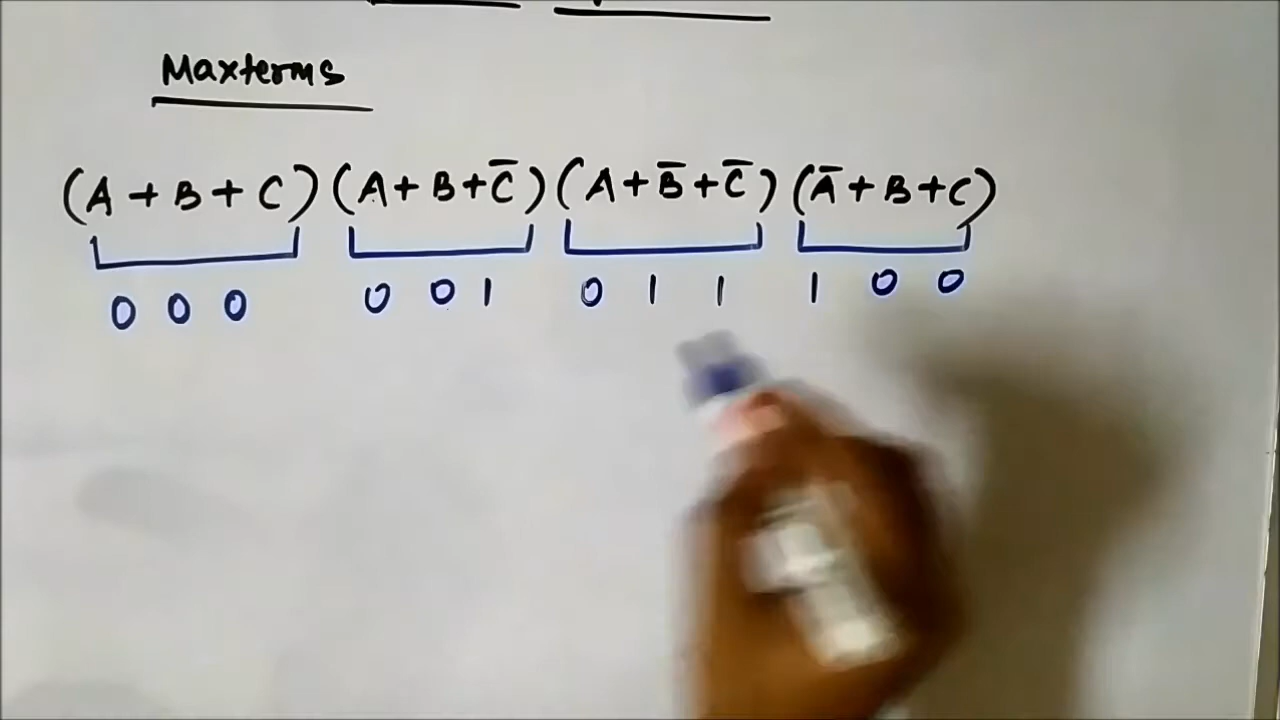 Maxterms
(A + B + C) (A + B + C̅) (A + B̅ + C̅) (A̅ + B + C)
0 0 0 0 0 1 0 1 1 1 0 0